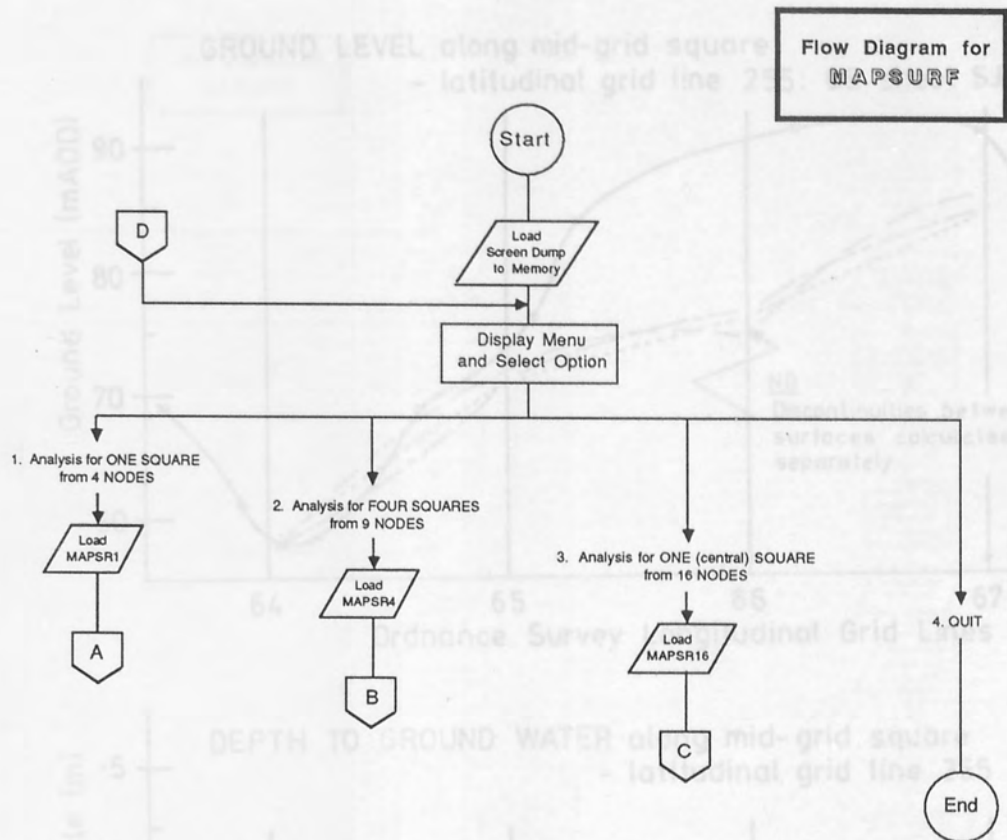 Flow Diagram for
MAPSURF
GROUND LEVEL along mid-grid square
- latitudinal grid line 255:
Ground Level (mAOD)
90
80
70
Start
D
Load
Screen Dump
to Memory
Display Menu
and Select Option
NB
Discontinuities
surfaces
separately
1. Analysis for ONE SQUARE
from 4 NODES
Load
MAPSR1
A
2. Analysis for FOUR SQUARES
from 9 NODES
Load
MAPSR4
B
3. Analysis for ONE (central) SQUARE
from 16 NODES
Load
MAPSR16
C
4. QUIT
End
64
65
66
67
Ordnance Survey Longitudinal Grid Lines
DEPTH TO GROUND WATER along mid-grid square
- latitudinal grid line 255
5